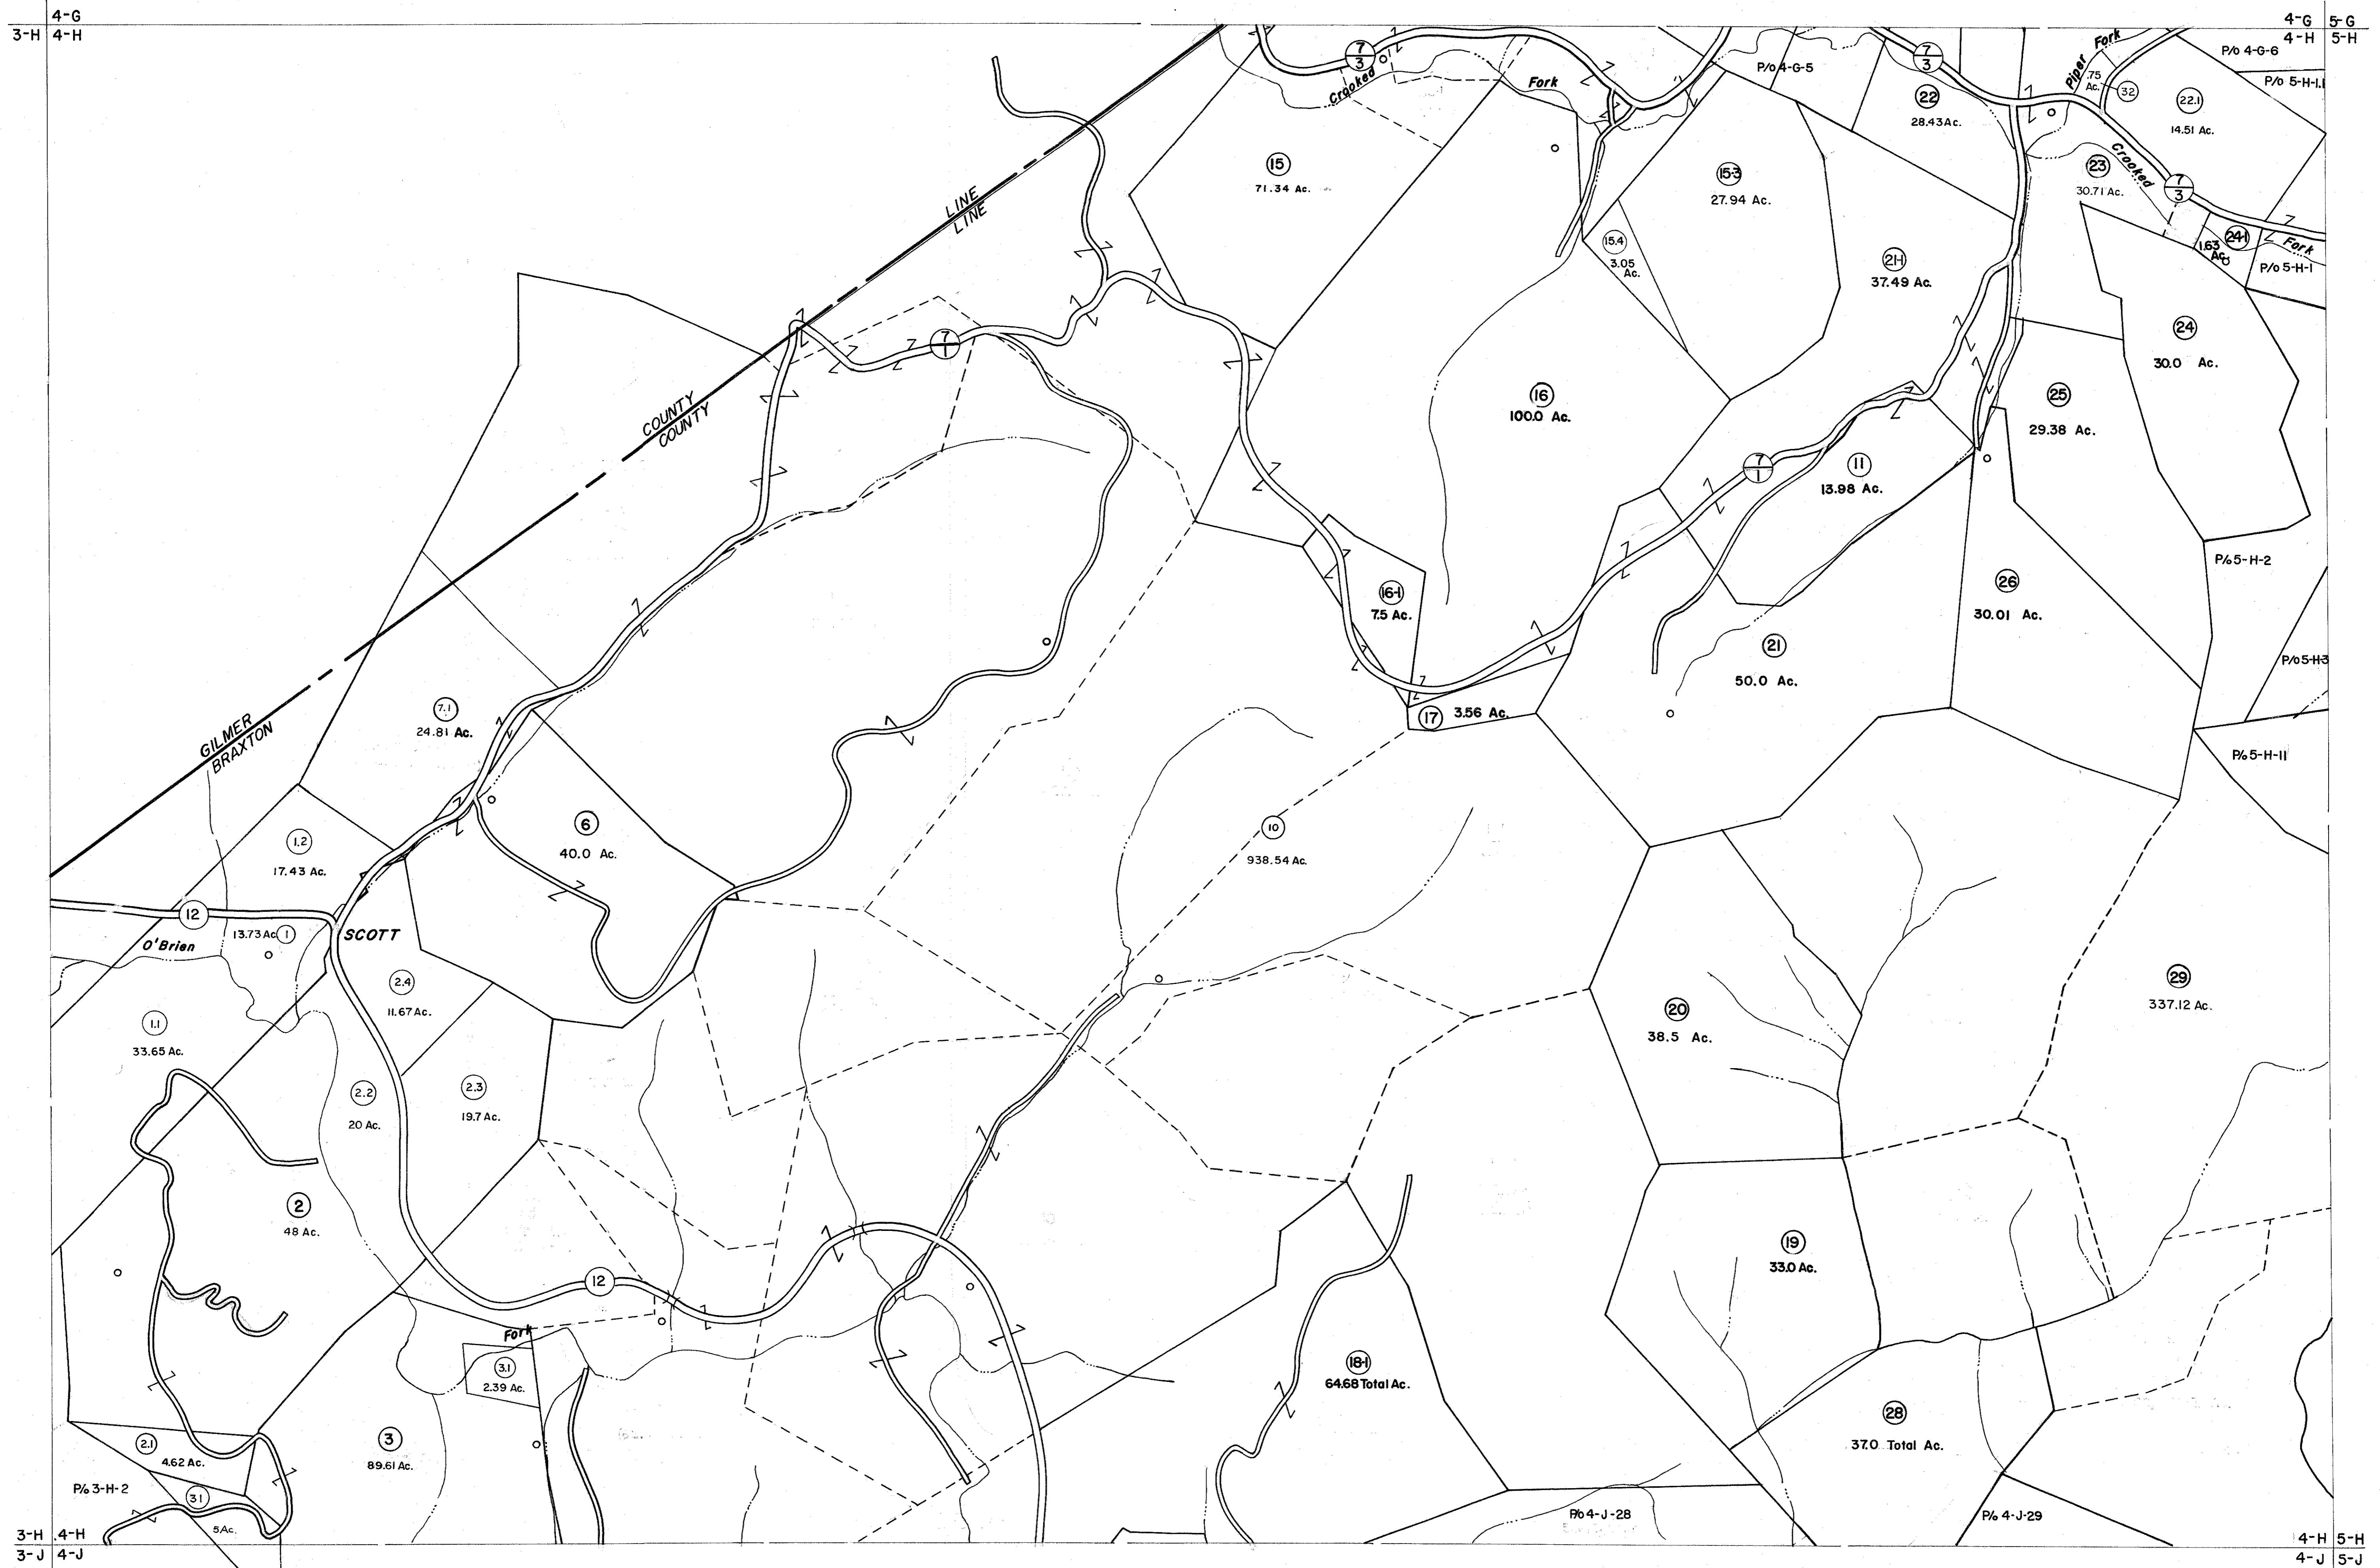 4-G
3-H 4-H
4-G 5-G
4-H 5-H
7
3
Crooked
Fork
P/o 4-G-5
7
3
22
28.43 Ac.
Piper Fork
.75
Ac.
32
P/o 4-G-6
P/o 5-H-1.1
22.1
14.51 Ac.
15
71.34 Ac.
15-3
27.94 Ac.
23
30.71 Ac.
Crooked
7
3
Fork
24-1
1.63
Ac.
P/o 5-H-1
LINE
LINE
15.4
3.05
Ac.
21-1
37.49 Ac.
24
30.0 Ac.
7
1
COUNTY
COUNTY
16
100.0 Ac.
25
29.38 Ac.
7
1
11
13.98 Ac.
P/o 5-H-2
16-1
7.5 Ac.
26
30.01 Ac.
21
50.0 Ac.
P/o 5-H-3
7.1
24.81 Ac.
17
3.56 Ac.
GILMER
BRAXTON
P/o 5-H-11
1.2
17.43 Ac.
6
40.0 Ac.
10
938.54 Ac.
12
O'Brien
13.73 Ac.
1
SCOTT
2.4
11.67 Ac.
29
337.12 Ac.
20
38.5 Ac.
1.1
33.65 Ac.
2.2
20 Ac.
2.3
19.7 Ac.
2
48 Ac.
19
33.0 Ac.
12
Fork
3.1
2.39 Ac.
18-1
64.68 Total Ac.
28
37.0 Total Ac.
2.1
4.62 Ac.
3
89.61 Ac.
P/o 3-H-2
31
5 Ac.
P/o 4-J-28
P/o 4-J-29
3-H 4-H
3-J 4-J
4-H 5-H
4-J 5-J